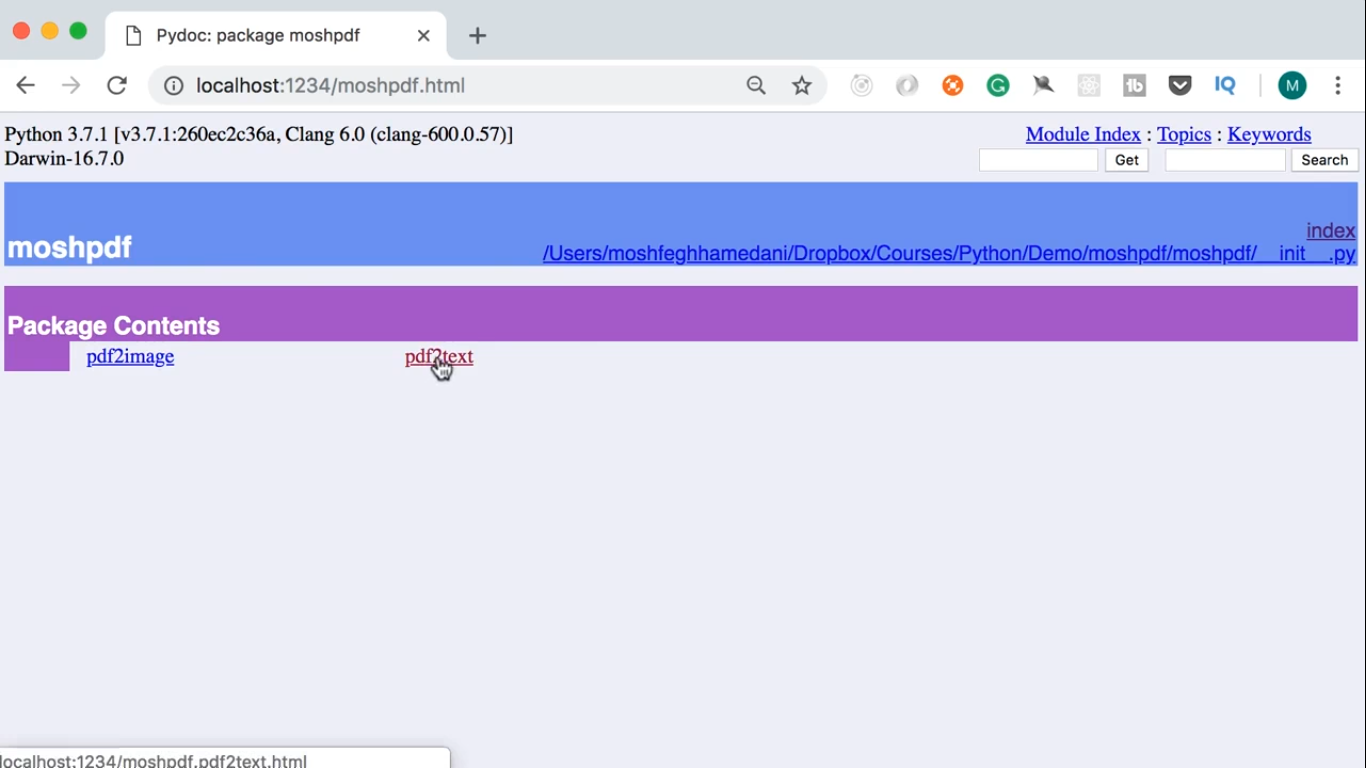 Pydoc: package moshpdf
localhost:1234/moshpdf.html
IQ
M
Python 3.7.1 [v3.7.1:260ec2c36a, Clang 6.0 (clang-600.0.57)]
Darwin-16.7.0
Module Index : Topics : Keywords
Get Search
moshpdf
index
/Users/moshfeghhamedani/Dropbox/Courses/Python/Demo/moshpdf/moshpdf/__init__.py
Package Contents
pdf2image pdf2text
localhost:1234/moshpdf.pdf2text.html